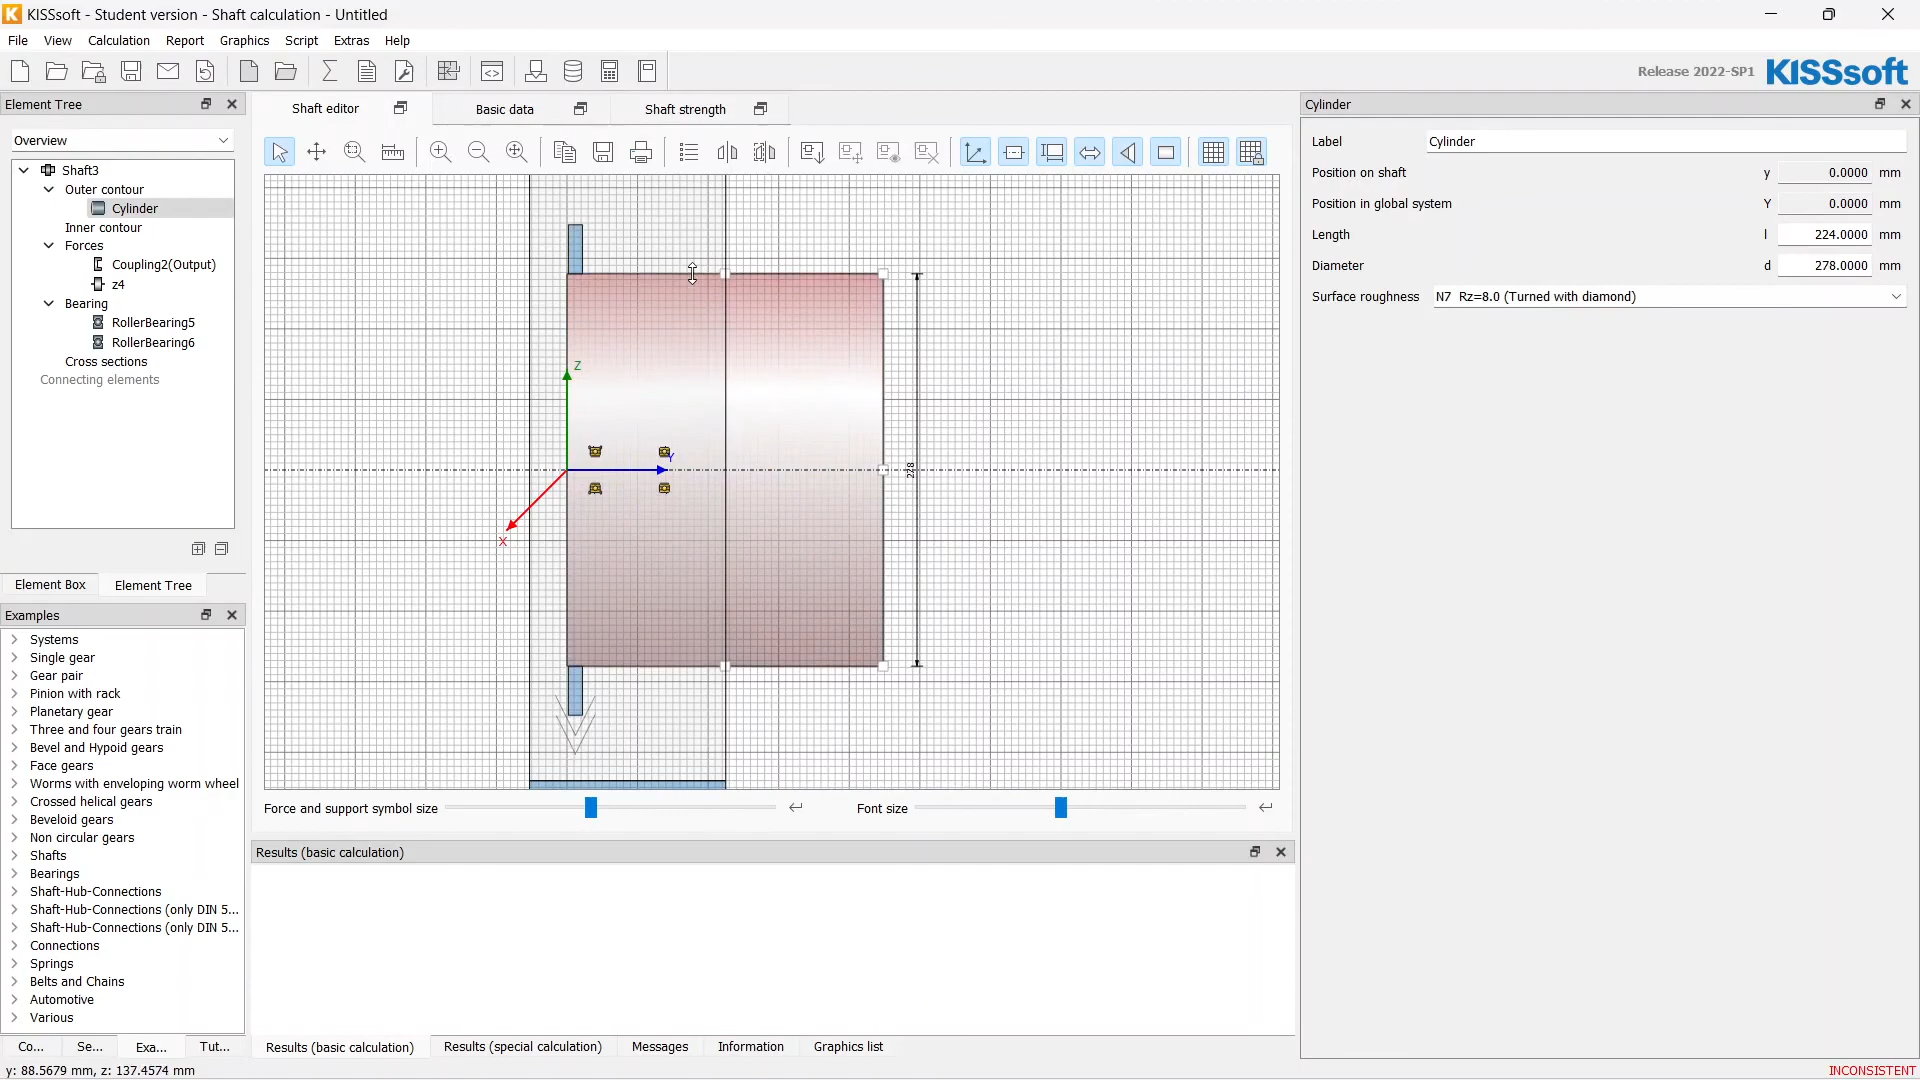 KISSsoft - Student version - Shaft calculation - Untitled
File View Calculation Report Graphics Script Extras Help
Release 2022-SP1 KISSsoft
Element Tree
Overview
Shaft3
Outer contour
Cylinder
Inner contour
Forces
Coupling2(Output)
z4
Bearing
RollerBearing5
RollerBearing6
Cross sections
Connecting elements
Element Box Element Tree
Examples
Systems
Single gear
Gear pair
Pinion with rack
Planetary gear
Three and four gears train
Bevel and Hypoid gears
Face gears
Worms with enveloping worm wheel
Crossed helical gears
Beveloid gears
Non circular gears
Shafts
Bearings
Shaft-Hub-Connections
Shaft-Hub-Connections (only DIN 5...
Shaft-Hub-Connections (only DIN 5...
Connections
Springs
Belts and Chains
Automotive
Various
Co... Se... Exa... Tut...
Shaft editor Basic data Shaft strength
Z
Y
X
278
Force and support symbol size Font size
Results (basic calculation)
Results (basic calculation) Results (special calculation) Messages Information Graphics list
Cylinder
Label Cylinder
Position on shaft y 0.0000 mm
Position in global system Y 0.0000 mm
Length l 224.0000 mm
Diameter d 278.0000 mm
Surface roughness N7 Rz=8.0 (Turned with diamond)
y: 88.5679 mm, z: 137.4574 mm
INCONSISTENT